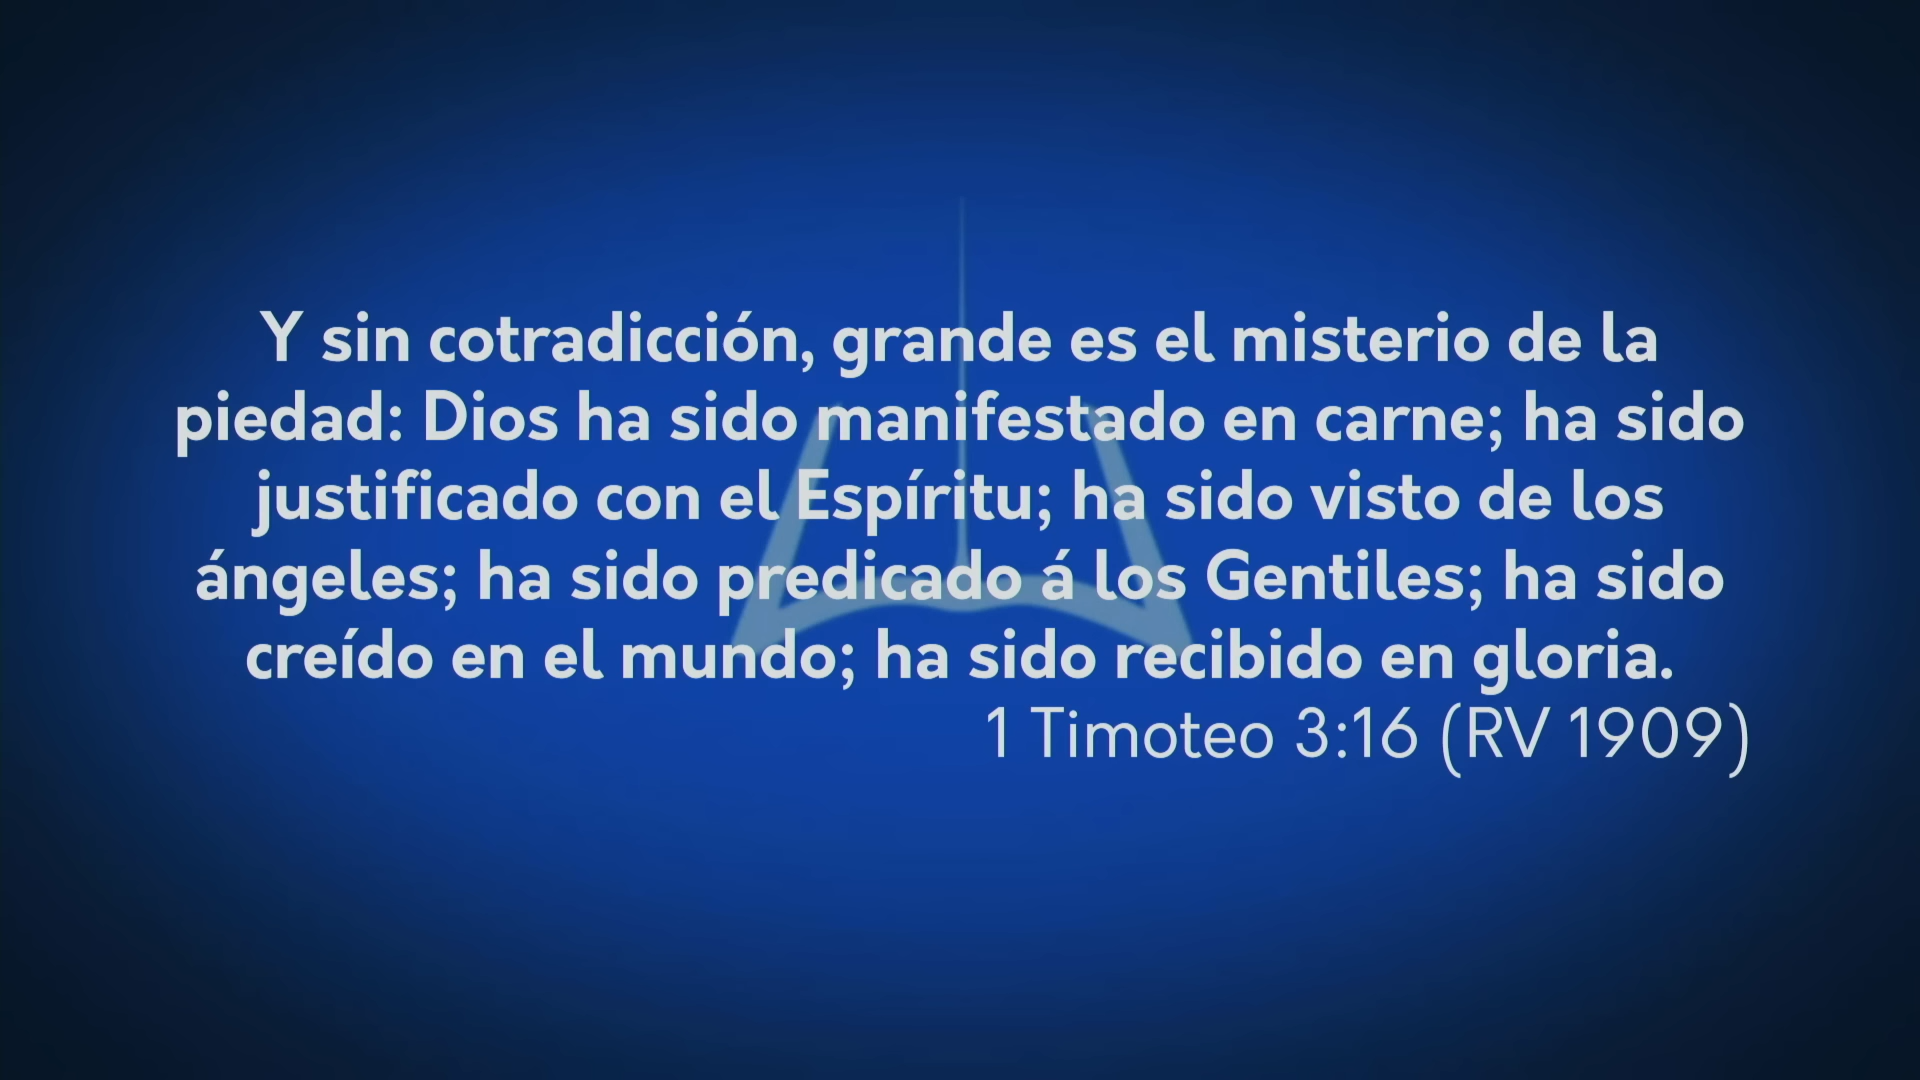 Y sin cotradicción, grande es el misterio de la
piedad: Dios ha sido manifestado en carne; ha sido
justificado con el Espíritu; ha sido visto de los
ángeles; ha sido predicado á los Gentiles; ha sido
creído en el mundo; ha sido recibido en gloria.
1 Timoteo 3:16 (RV 1909)